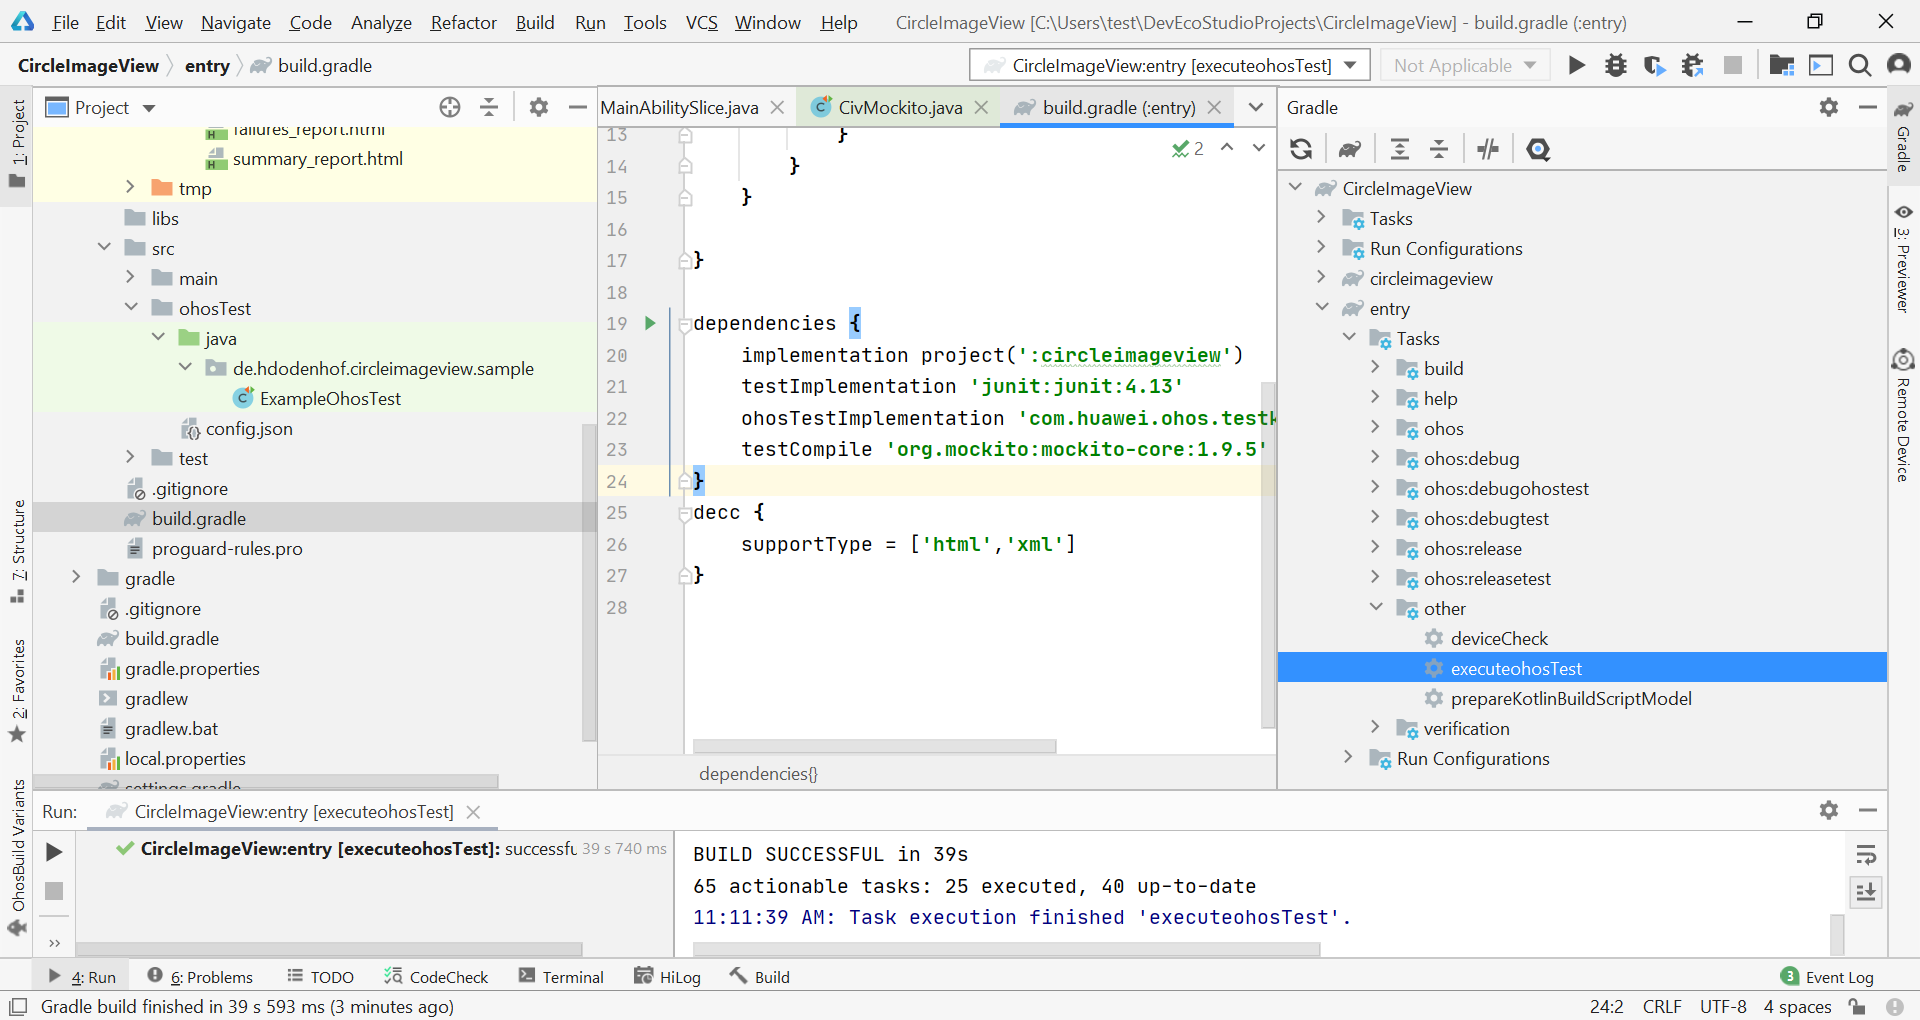 File Edit View Navigate Code Analyze Refactor Build Run Tools VCS Window Help CircleImageView [C:\Users\test\DevEcoStudioProjects\CircleImageView] - build.gradle (:entry)
CircleImageView entry build.gradle CircleImageView:entry [executeohosTest] Not Applicable
1: Project
7: Structure
2: Favorites
OhosBuild Variants
Project
failures_report.html
summary_report.html
tmp
libs
src
main
ohosTest
java
de.hdodenhof.circleimageview.sample
ExampleOhosTest
config.json
test
.gitignore
build.gradle
proguard-rules.pro
gradle
.gitignore
build.gradle
gradle.properties
gradlew
gradlew.bat
local.properties
settings.gradle
MainAbilitySlice.java CivMockito.java build.gradle (:entry)
2
13 }
14 }
15 }
16
17 }
18
19 dependencies {
20 implementation project(':circleimageview')
21 testImplementation 'junit:junit:4.13'
22 ohosTestImplementation 'com.huawei.ohos.testk
23 testCompile 'org.mockito:mockito-core:1.9.5'
24 }
25 decc {
26 supportType = ['html','xml']
27 }
28
dependencies{}
Gradle
CircleImageView
Tasks
Run Configurations
circleimageview
entry
Tasks
build
help
ohos
ohos:debug
ohos:debugohostest
ohos:debugtest
ohos:release
ohos:releasetest
other
deviceCheck
executeohosTest
prepareKotlinBuildScriptModel
verification
Run Configurations
Gradle
3: Previewer
Remote Device
Run: CircleImageView:entry [executeohosTest]
CircleImageView:entry [executeohosTest]: successfu 39 s 740 ms
BUILD SUCCESSFUL in 39s
65 actionable tasks: 25 executed, 40 up-to-date
11:11:39 AM: Task execution finished 'executeohosTest'.
4: Run 6: Problems TODO CodeCheck Terminal HiLog Build 3 Event Log
Gradle build finished in 39 s 593 ms (3 minutes ago) 24:2 CRLF UTF-8 4 spaces